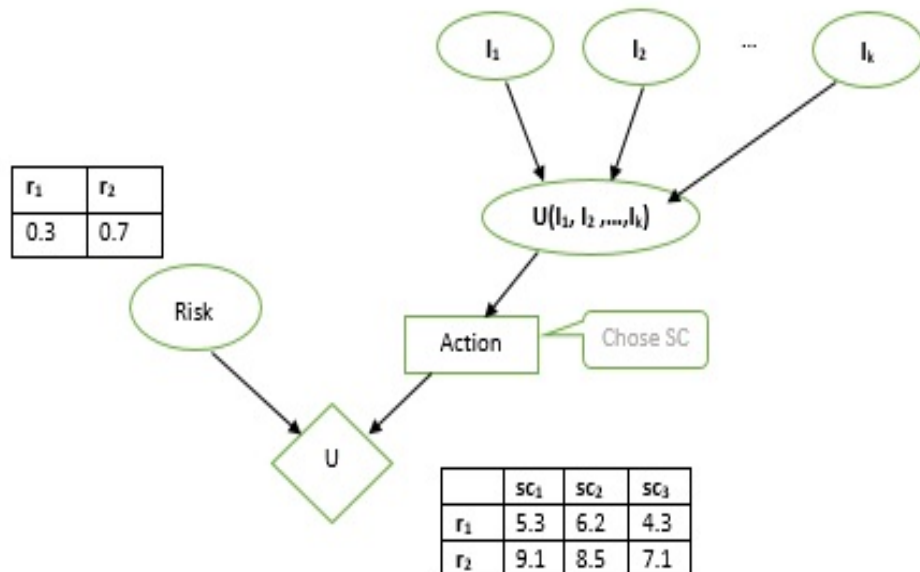 I₁ I₂ ... Iₖ
r₁ r₂
0.3 0.7
U(I₁, I₂ ,...,Iₖ)
Risk
Action
Chose SC
U
sc₁ sc₂ sc₃
r₁ 5.3 6.2 4.3
r₂ 9.1 8.5 7.1